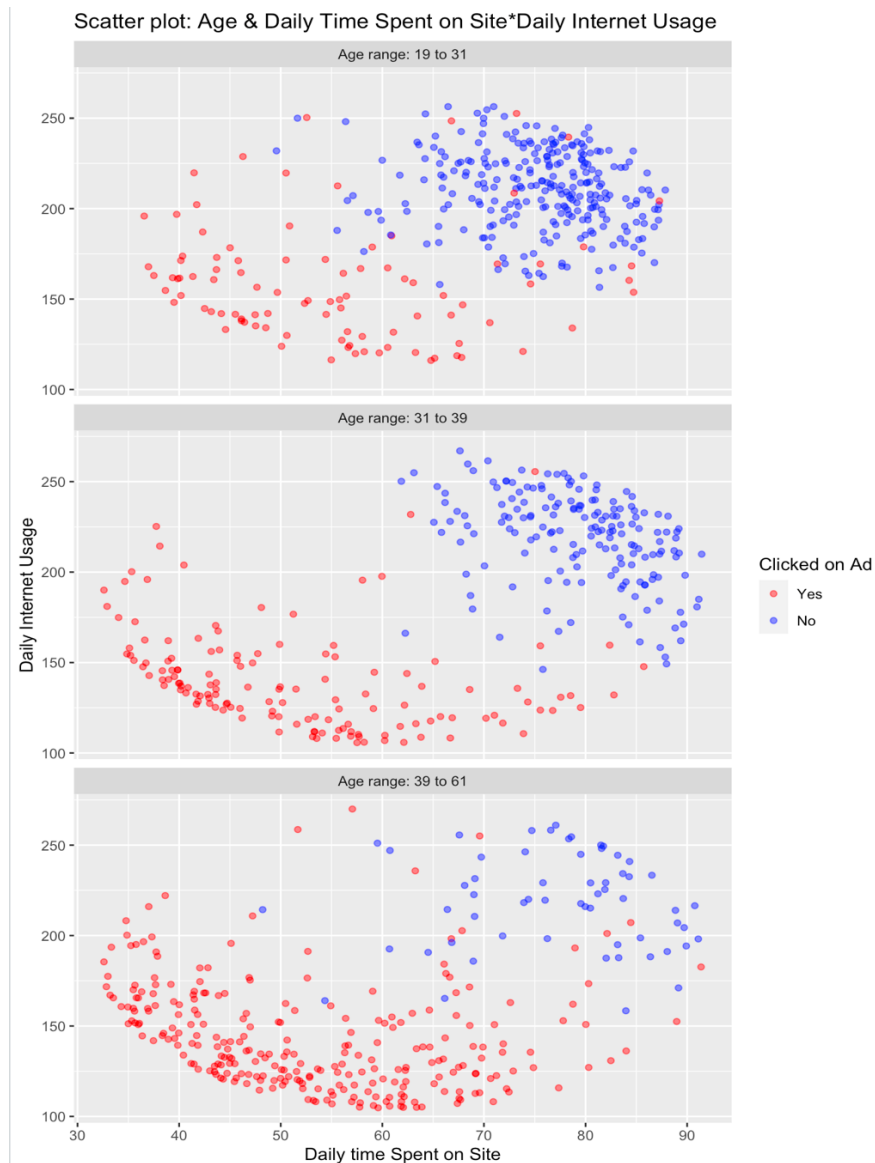 Scatter plot: Age & Daily Time Spent on Site*Daily Internet Usage
Age range: 19 to 31
250
200
150
100
Age range: 31 to 39
250
200
150
100
Age range: 39 to 61
250
200
150
100
30 40 50 60 70 80 90
Daily time Spent on Site
Daily Internet Usage
Clicked on Ad
Yes
No